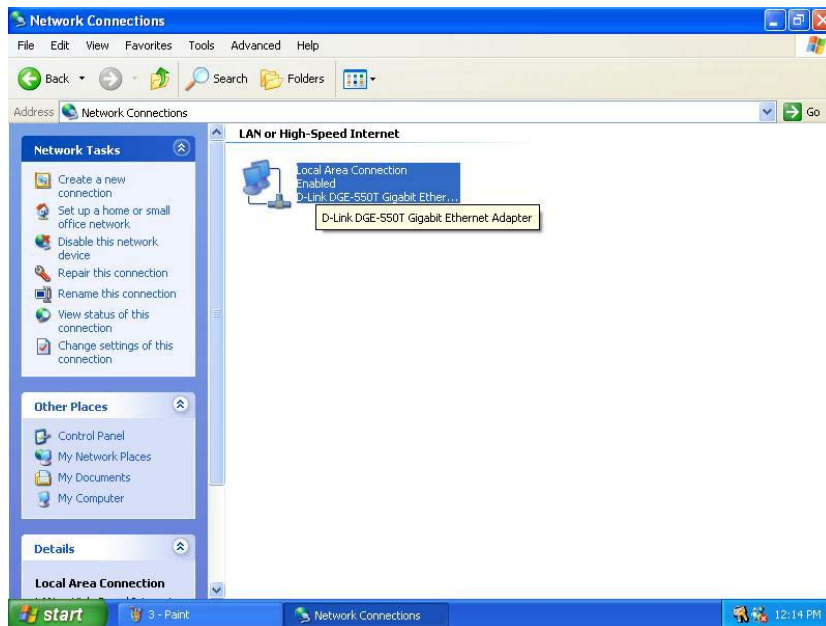 Network Connections
File Edit View Favorites Tools Advanced Help
Back Search Folders
Address Network Connections Go
Network Tasks
Create a new
connection
Set up a home or small
office network
Disable this network
device
Repair this connection
Rename this connection
View status of this
connection
Change settings of this
connection
Other Places
Control Panel
My Network Places
My Documents
My Computer
Details
Local Area Connection
LAN or High-Speed Internet
Local Area Connection
Enabled
D-Link DGE-550T Gigabit Ether...
D-Link DGE-550T Gigabit Ethernet Adapter
start 3 - Paint Network Connections 12:14 PM